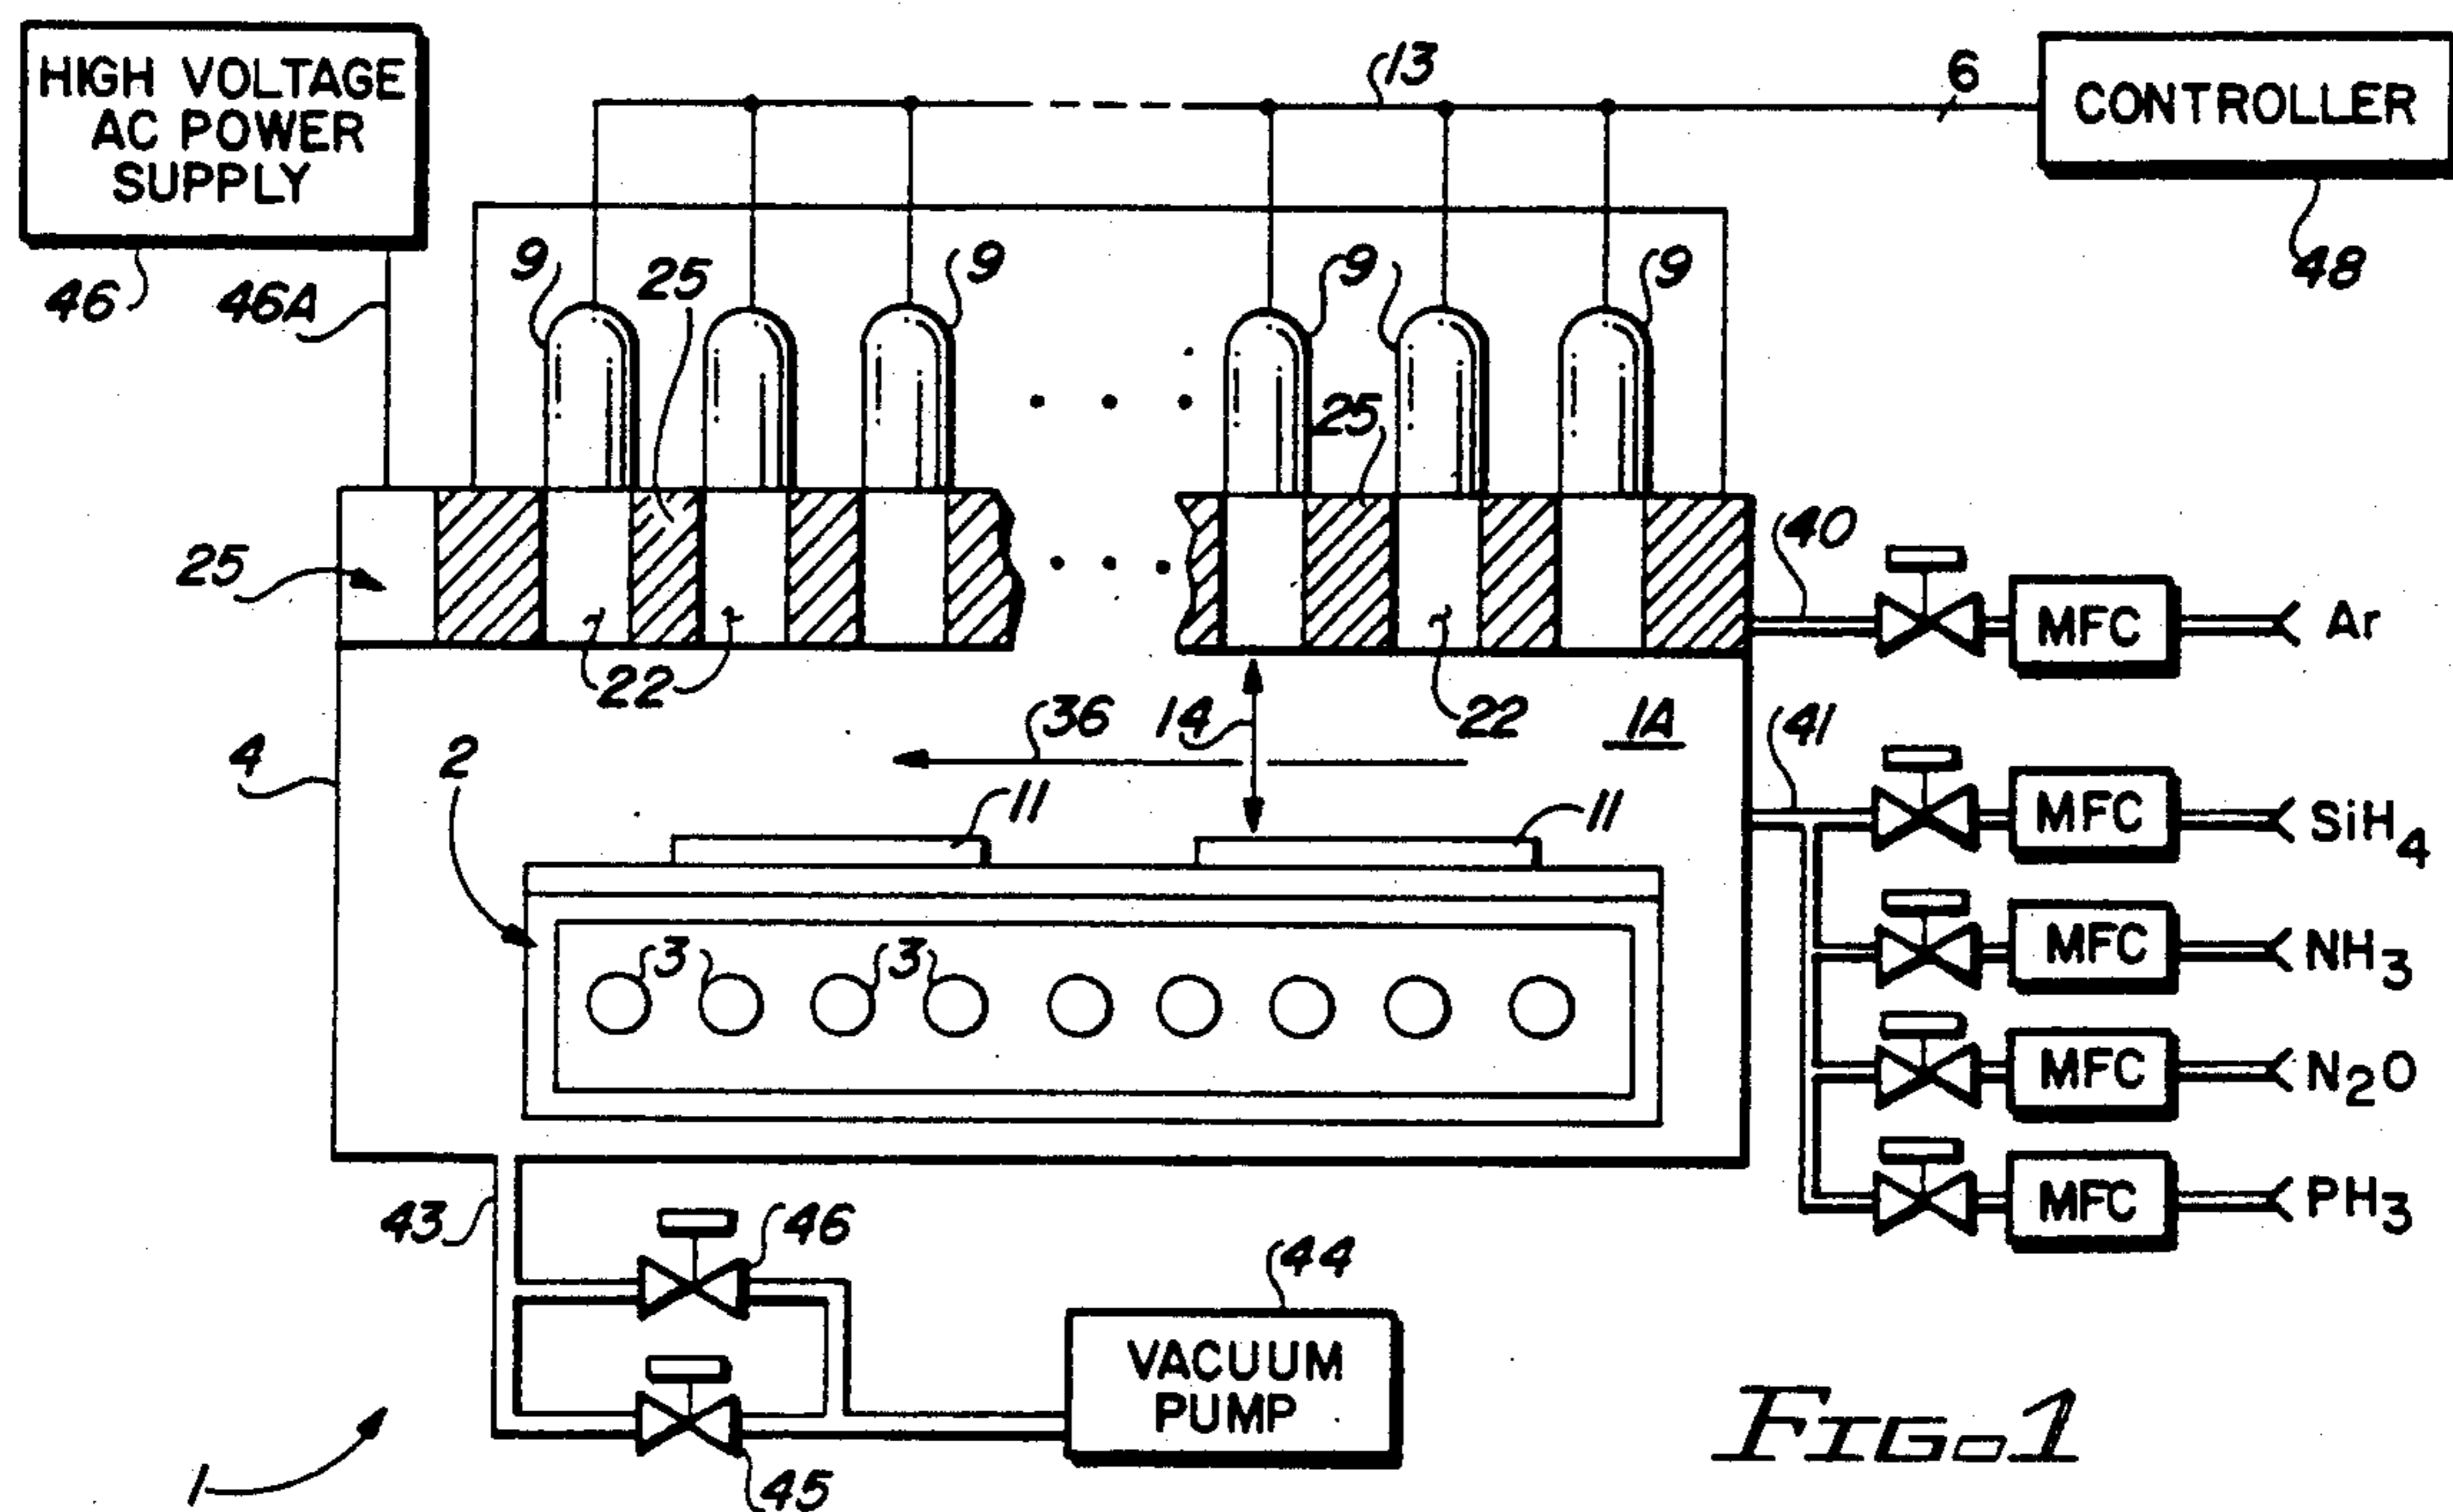 HIGH VOLTAGE
AC POWER
SUPPLY
13
6
CONTROLLER
46
46A
9
25
9
9
9
48
25
25
40
MFC
Ar
22
22
4
2
36
14
1A
41
11
11
MFC
SiH4
3
3
MFC
NH3
MFC
N2O
43
46
MFC
PH3
44
VACUUM
PUMP
1
45
FIG.1